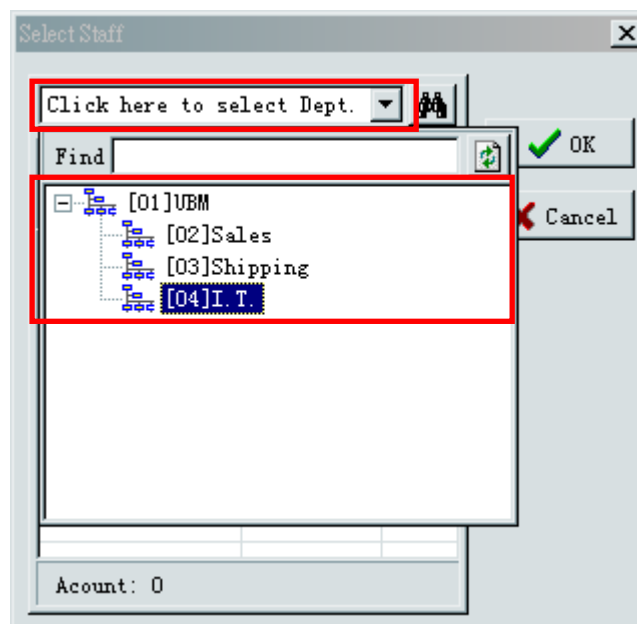 Select Staff
Click here to select Dept.
Find
OK
[01]UBM
Cancel
[02]Sales
[03]Shipping
[04]I.T.
Acount: 0